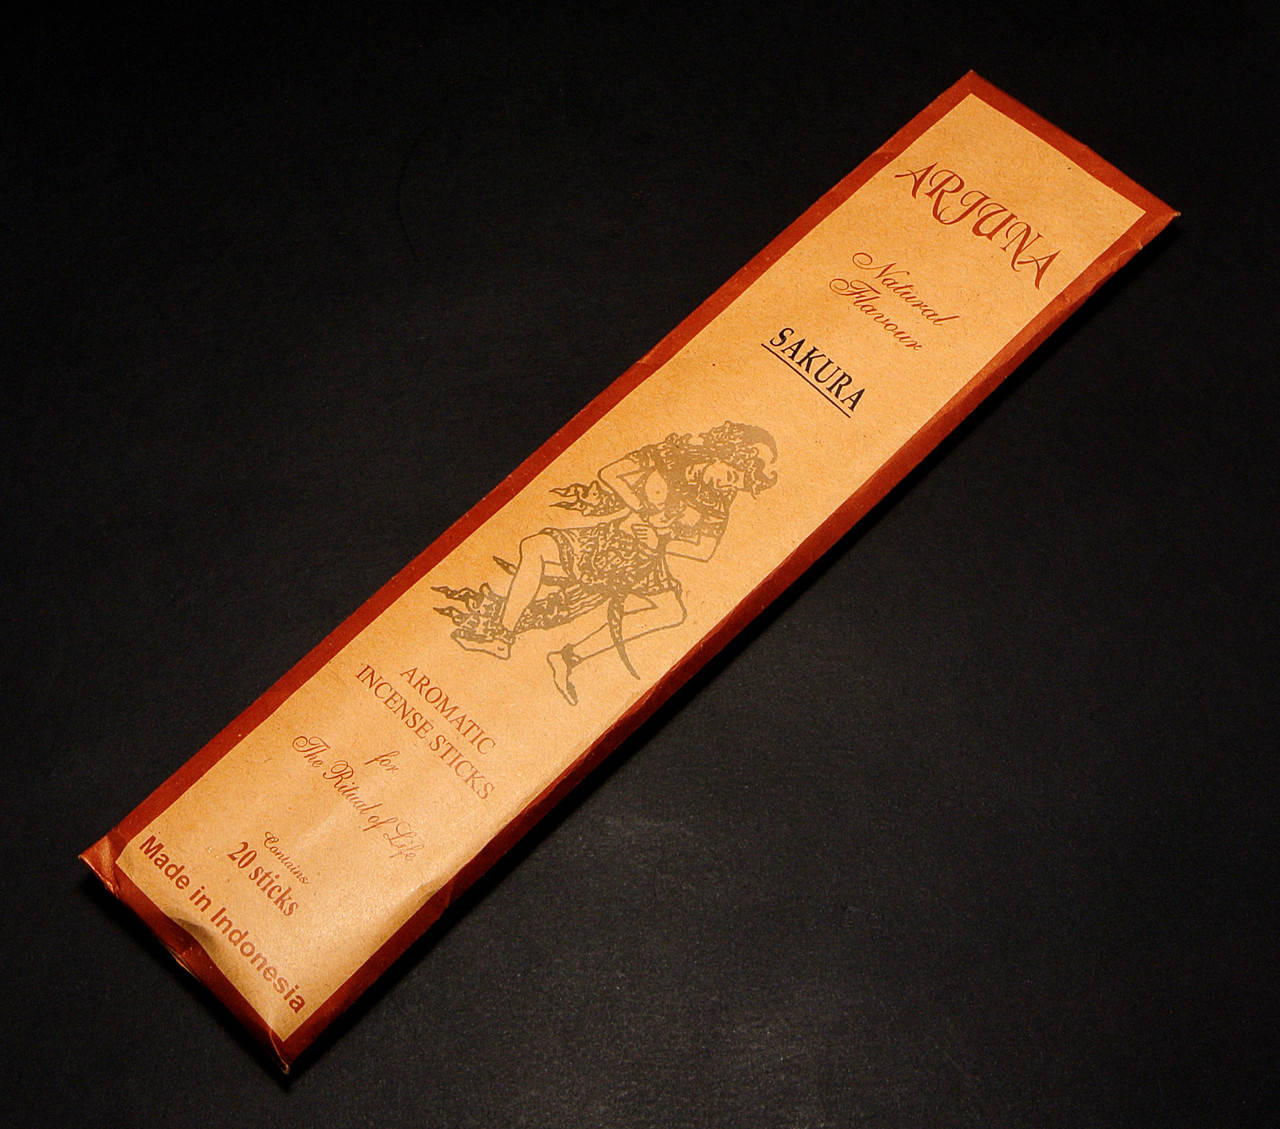 ARJUNA
Natural
Flavour
SAKURA
AROMATIC
INCENSE STICKS
for
The Ritual of Life
Contains
20 sticks
Made in Indonesia